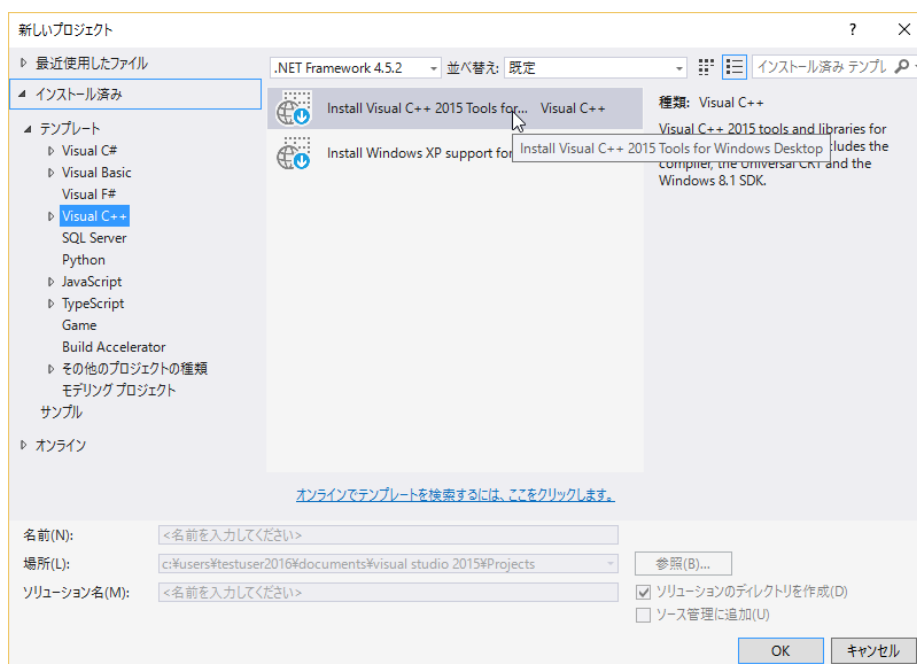 新しいプロジェクト
? ×
最近使用したファイル
インストール済み
テンプレート
Visual C#
Visual Basic
Visual F#
Visual C++
SQL Server
Python
JavaScript
TypeScript
Game
Build Accelerator
その他のプロジェクトの種類
モデリング プロジェクト
サンプル
オンライン
.NET Framework 4.5.2 並べ替え: 既定
インストール済み テンプレ
Install Visual C++ 2015 Tools for... Visual C++
Install Windows XP support for
Install Visual C++ 2015 Tools for Windows Desktop
種類: Visual C++
Visual C++ 2015 tools and libraries for
ludes the
compiler, the Universal CRT and the
Windows 8.1 SDK.
オンラインでテンプレートを検索するには、ここをクリックします。
名前(N): <名前を入力してください>
場所(L): c:¥users¥testuser2016¥documents¥visual studio 2015¥Projects 参照(B)...
ソリューション名(M): <名前を入力してください>
ソリューションのディレクトリを作成(D)
ソース管理に追加(U)
OK キャンセル